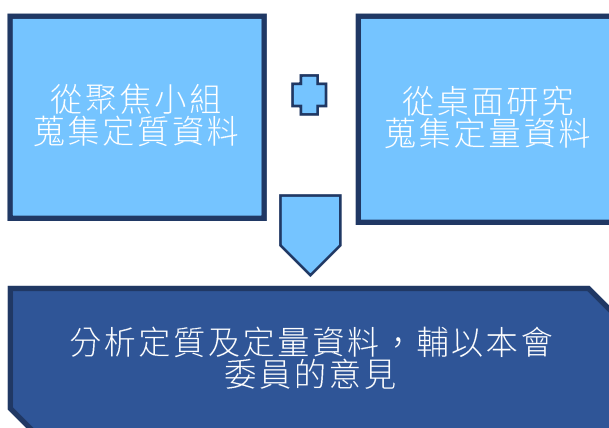 從聚焦小組
蒐集定質資料
從桌面研究
蒐集定量資料
分析定質及定量資料，輔以本會
委員的意見